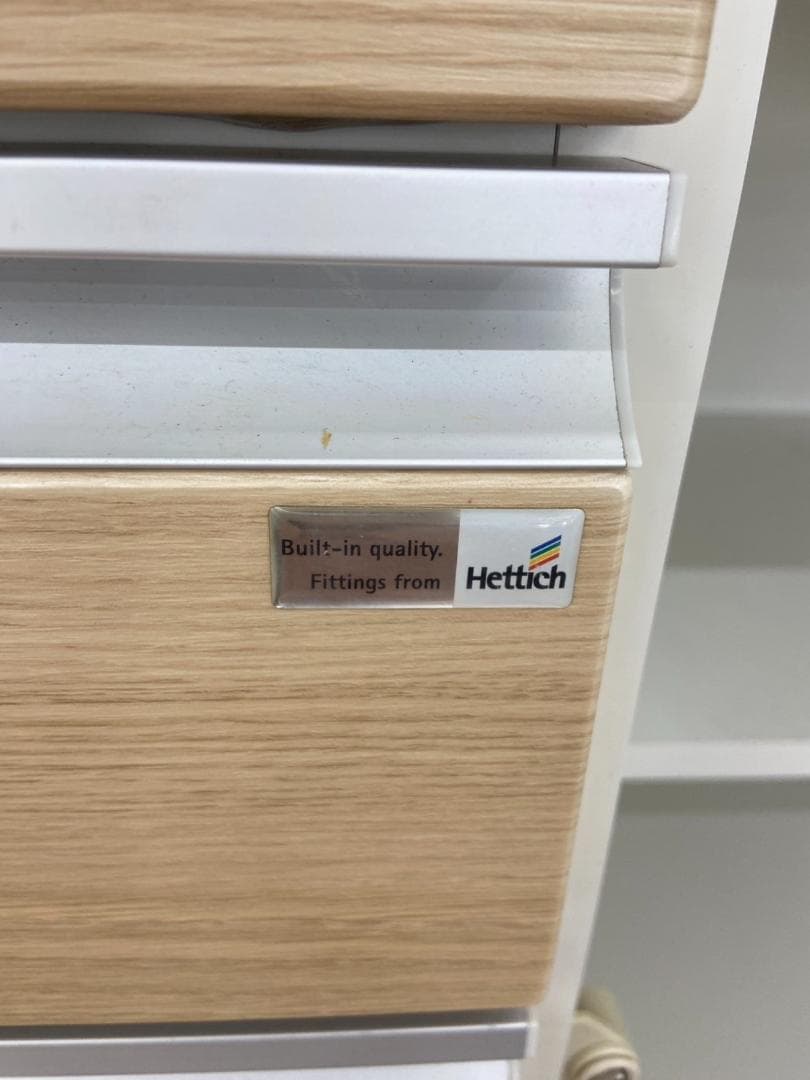 Built-in quality.
Fittings from
Hettich